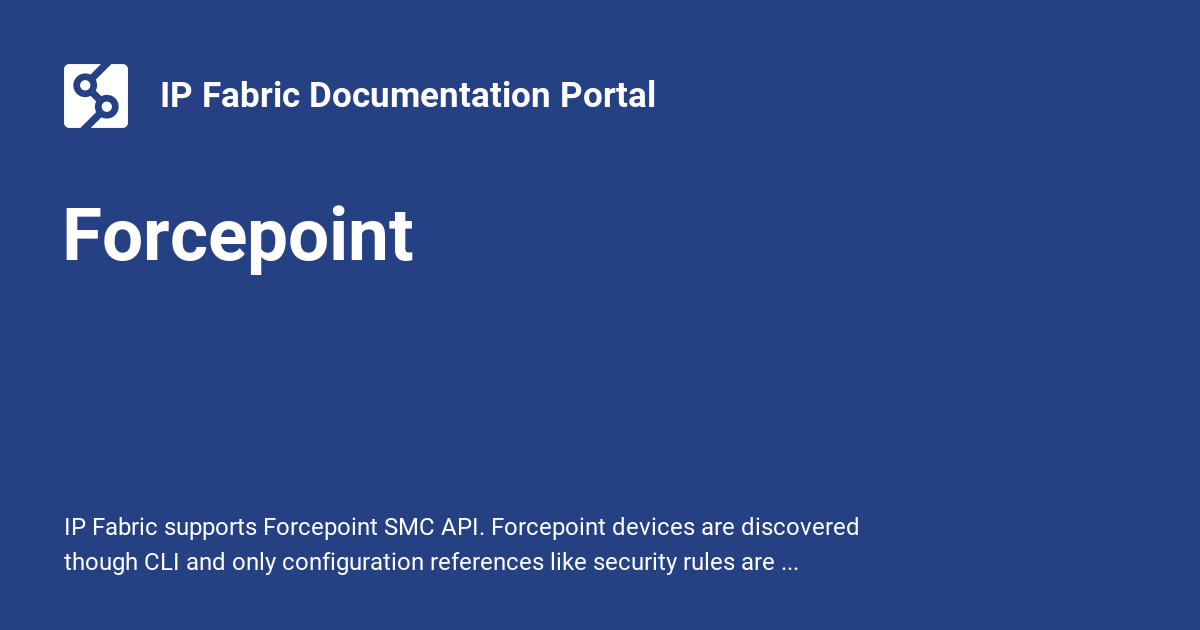 IP Fabric Documentation Portal
Forcepoint
IP Fabric supports Forcepoint SMC API. Forcepoint devices are discovered
though CLI and only configuration references like security rules are ...